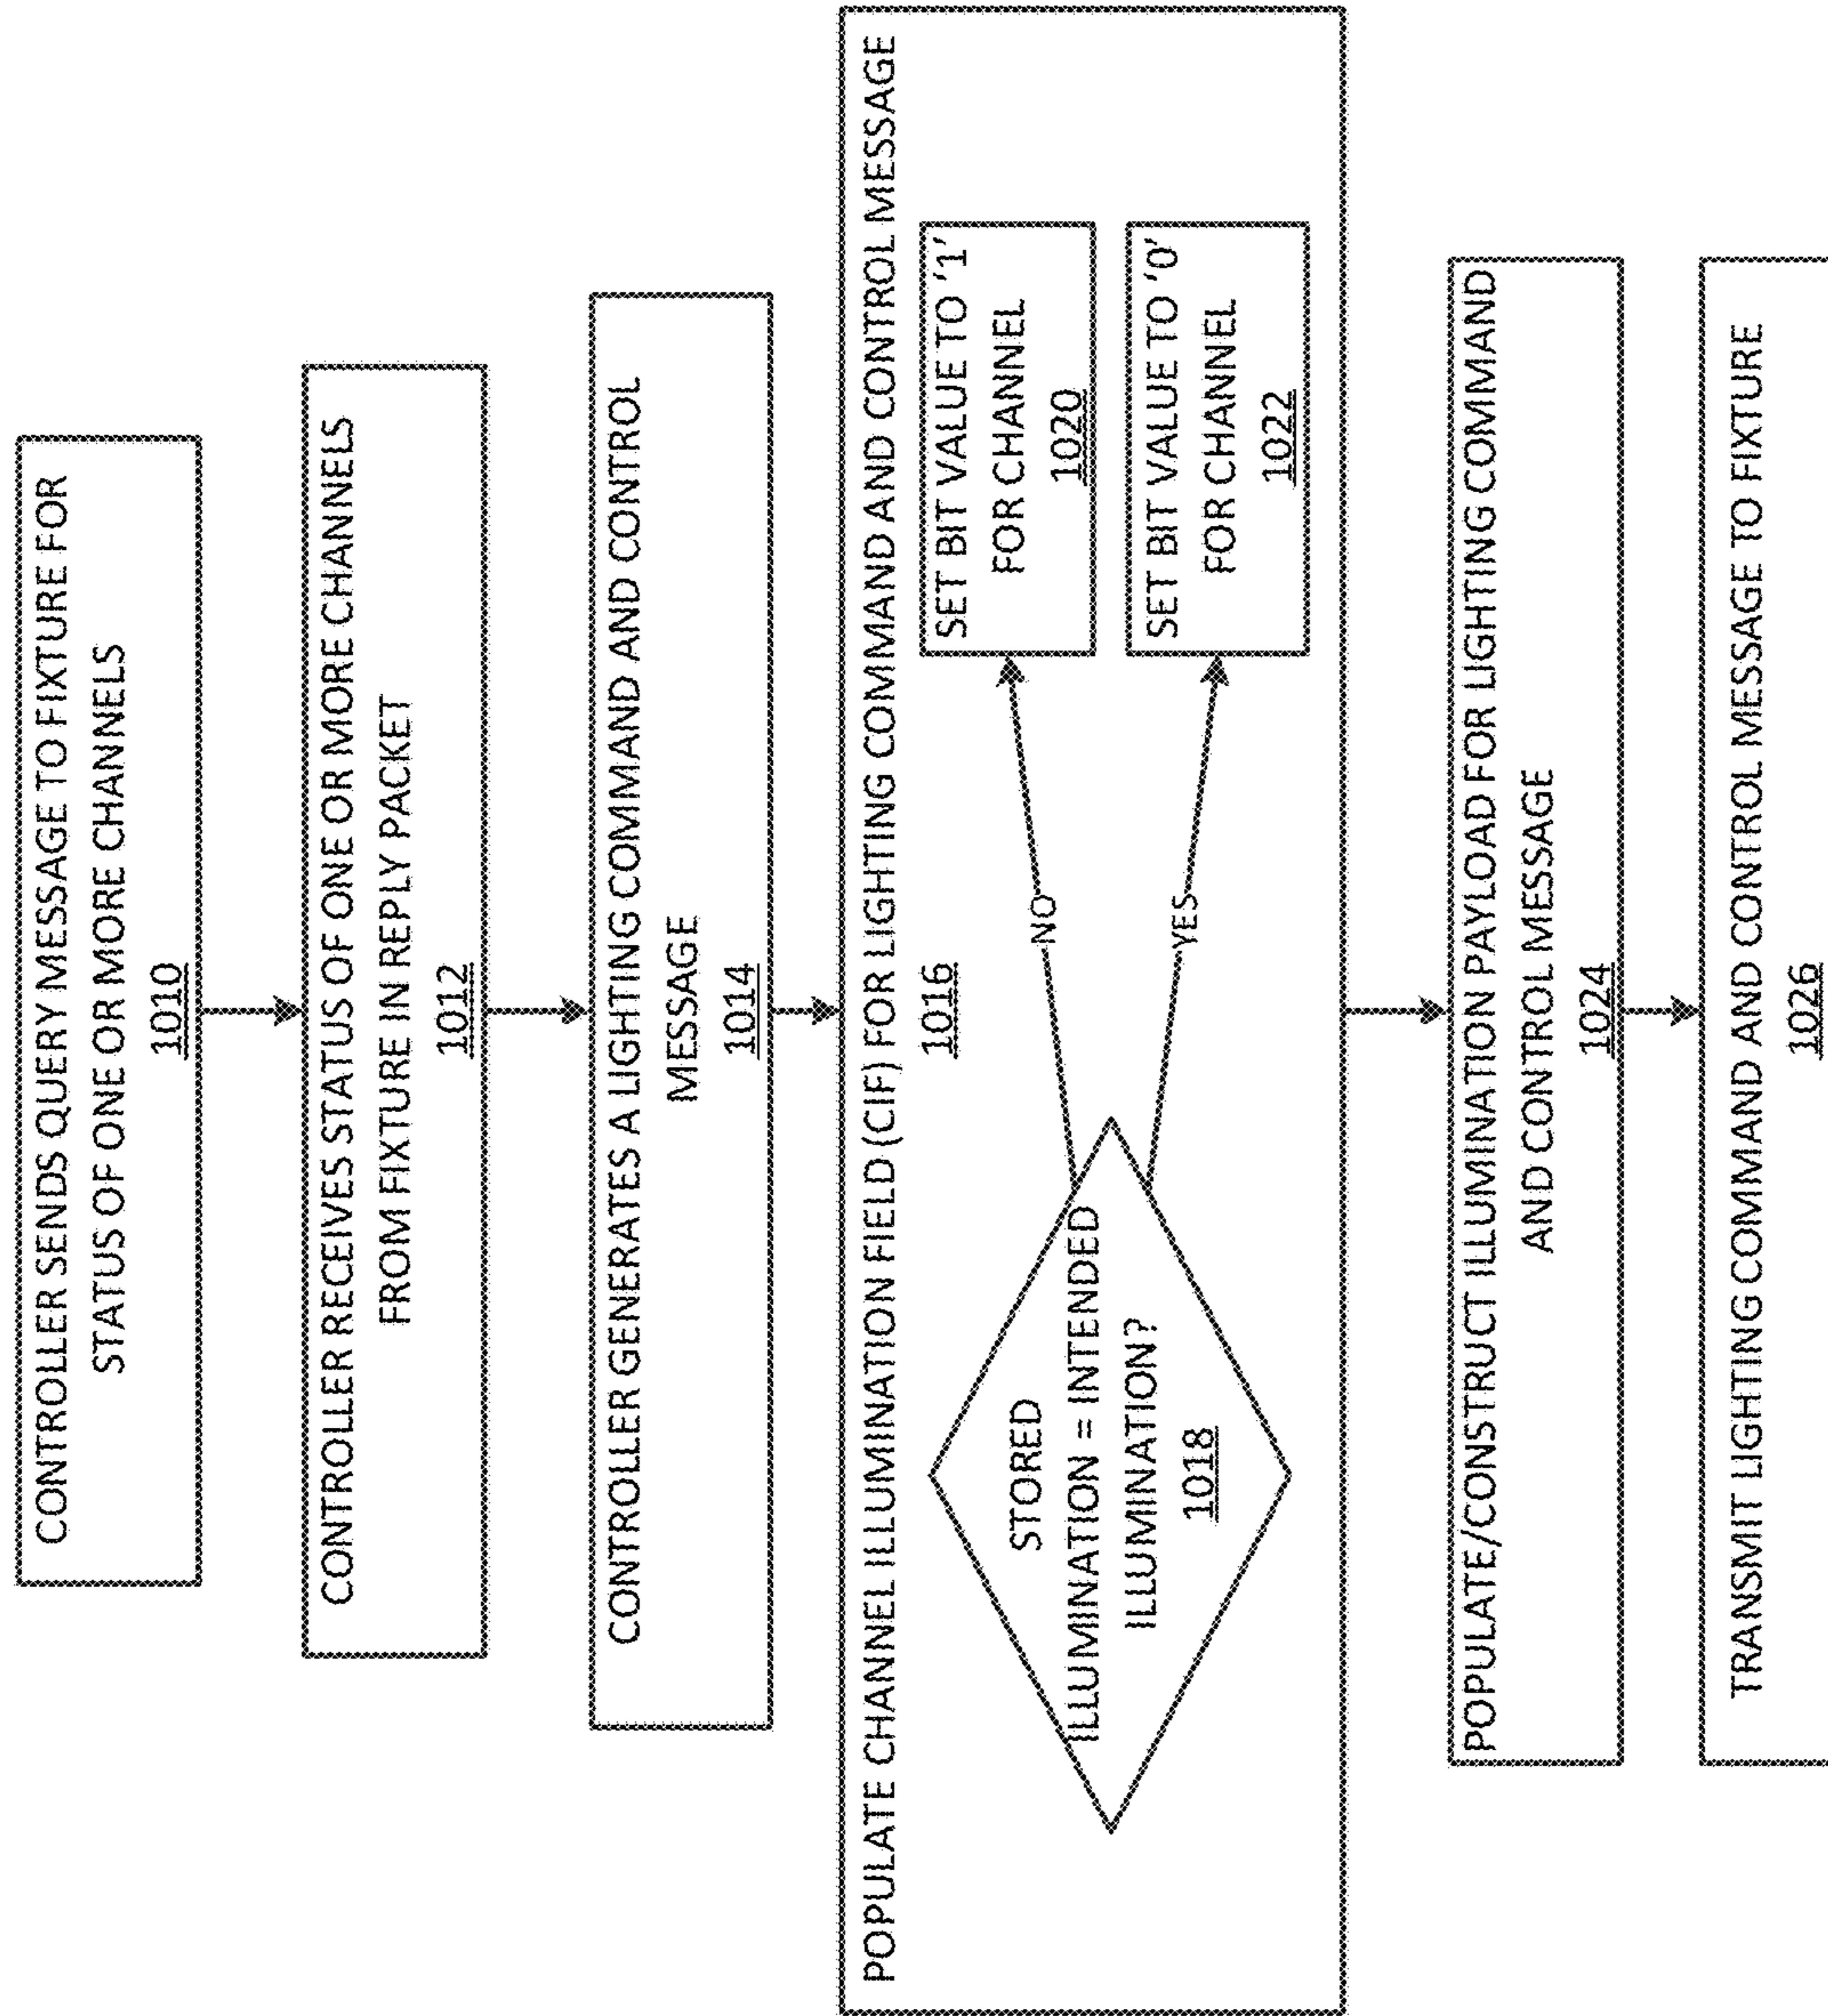 CONTROLLER SENDS QUERY MESSAGE TO FIXTURE FOR
STATUS OF ONE OR MORE CHANNELS
1010
CONTROLLER RECEIVES STATUS OF ONE OR MORE CHANNELS
FROM FIXTURE IN REPLY PACKET
1012
CONTROLLER GENERATES A LIGHTING COMMAND AND CONTROL
MESSAGE
1014
POPULATE CHANNEL ILLUMINATION FIELD (CIF) FOR LIGHTING COMMAND AND CONTROL MESSAGE
1016
STORED
ILLUMINATION = INTENDED
ILLUMINATION?
1018
NO
YES
SET BIT VALUE TO '1'
FOR CHANNEL
1020
SET BIT VALUE TO '0'
FOR CHANNEL
1022
POPULATE/CONSTRUCT ILLUMINATION PAYLOAD FOR LIGHTING COMMAND
AND CONTROL MESSAGE
1024
TRANSMIT LIGHTING COMMAND AND CONTROL MESSAGE TO FIXTURE
1026